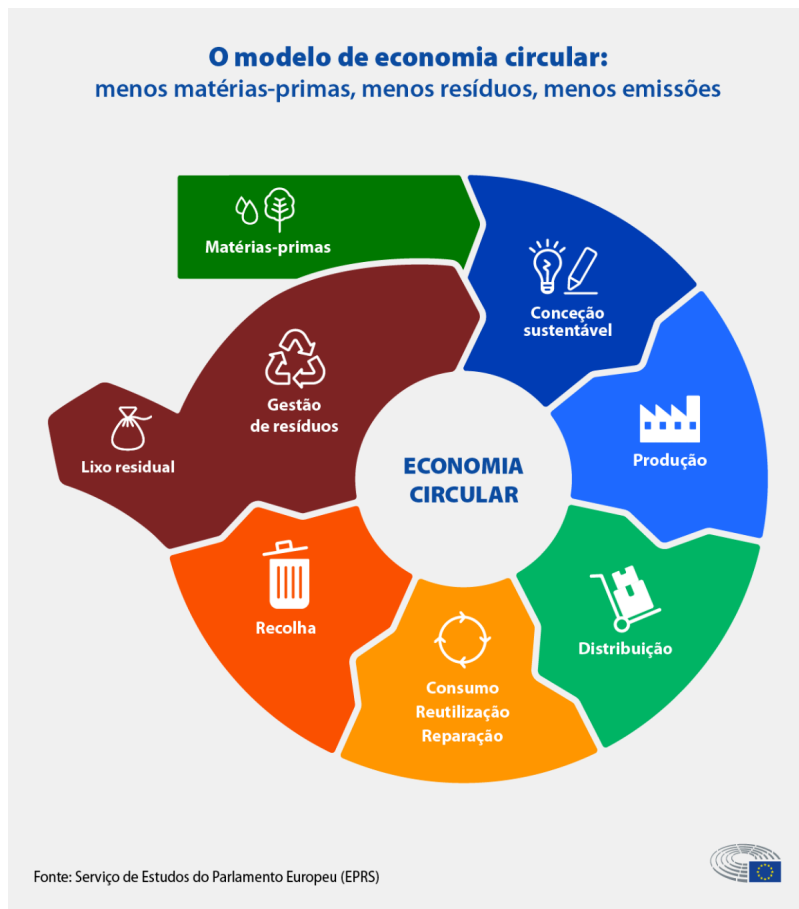 O modelo de economia circular:
menos matérias-primas, menos resíduos, menos emissões
Matérias-primas
Conceção
sustentável
Produção
Distribuição
Consumo
Reutilização
Reparação
Recolha
Gestão
de resíduos
Lixo residual
ECONOMIA
CIRCULAR
Fonte: Serviço de Estudos do Parlamento Europeu (EPRS)